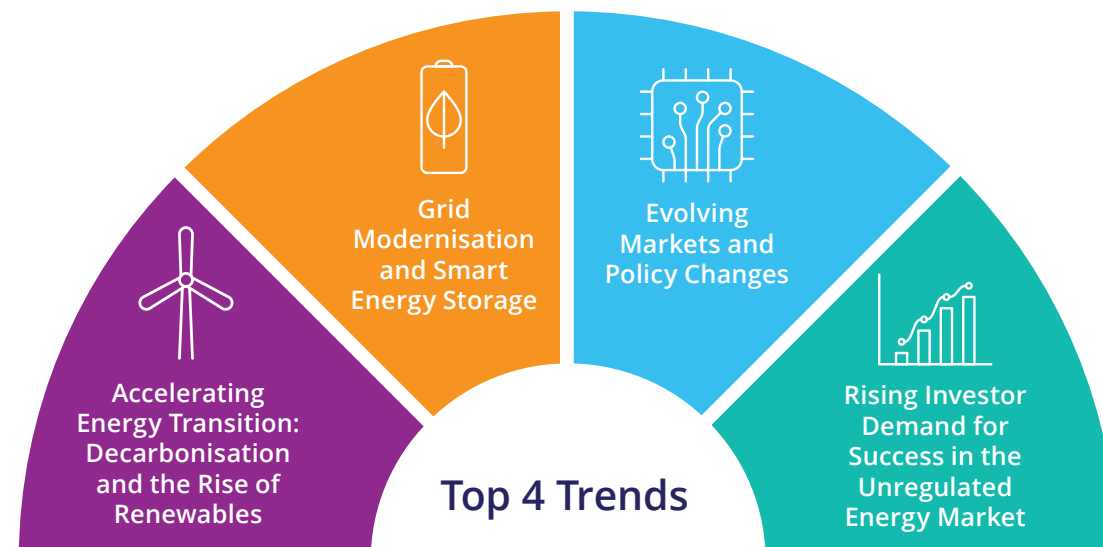 Accelerating
Energy Transition:
Decarbonisation
and the Rise of
Renewables
Grid
Modernisation
and Smart
Energy Storage
Evolving
Markets and
Policy Changes
Rising Investor
Demand for
Success in the
Unregulated
Energy Market
Top 4 Trends